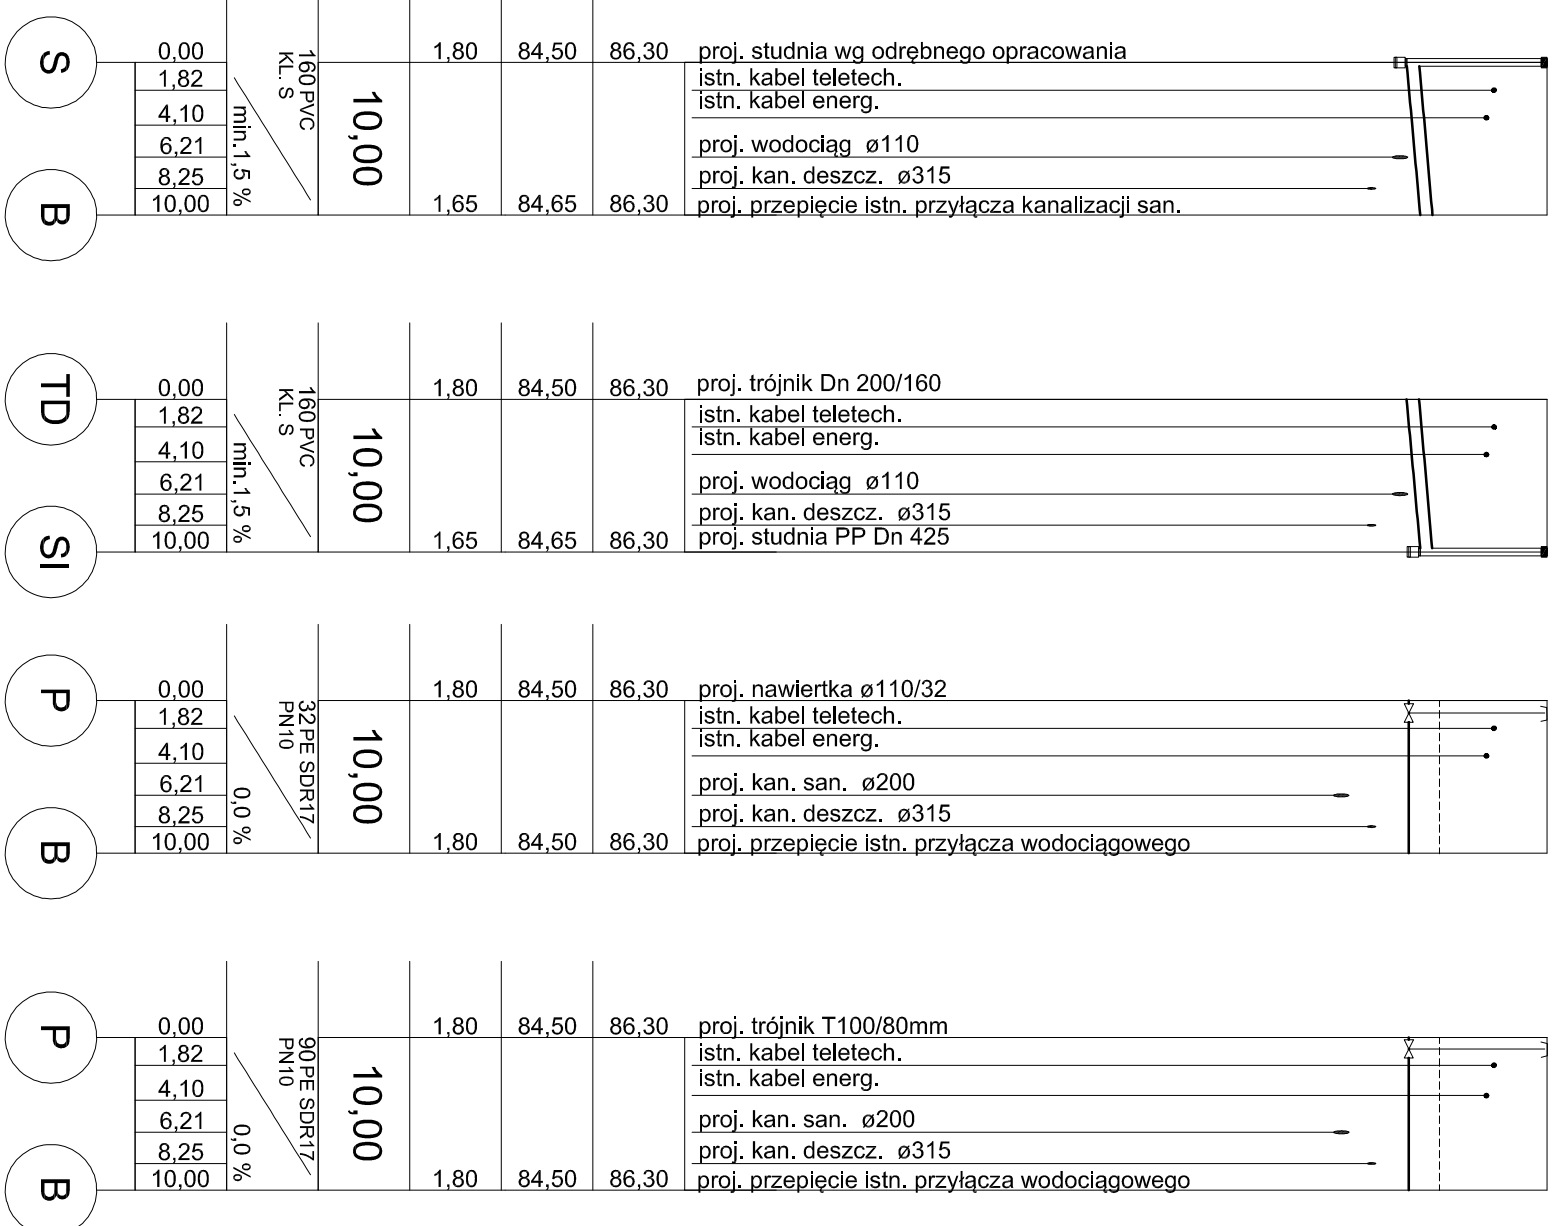 S
0,00 1,80 84,50 86,30 proj. studnia wg odrębnego opracowania
1,82 istn. kabel teletech.
4,10 istn. kabel energ.
6,21 proj. wodociąg ø110
8,25 proj. kan. deszcz. ø315
10,00 1,65 84,65 86,30 proj. przepięcie istn. przyłącza kanalizacji san.
160 PVC
KL. S
min.1,5 %
10,00
B
TD
0,00 1,80 84,50 86,30 proj. trójnik Dn 200/160
1,82 istn. kabel teletech.
4,10 istn. kabel energ.
6,21 proj. wodociąg ø110
8,25 proj. kan. deszcz. ø315
10,00 1,65 84,65 86,30 proj. studnia PP Dn 425
160 PVC
KL. S
min.1,5 %
10,00
SI
P
0,00 1,80 84,50 86,30 proj. nawiertka ø110/32
1,82 istn. kabel teletech.
4,10 istn. kabel energ.
6,21 proj. kan. san. ø200
8,25 proj. kan. deszcz. ø315
10,00 1,80 84,50 86,30 proj. przepięcie istn. przyłącza wodociągowego
32 PE SDR17
PN10
0,0 %
10,00
B
P
0,00 1,80 84,50 86,30 proj. trójnik T100/80mm
1,82 istn. kabel teletech.
4,10 istn. kabel energ.
6,21 proj. kan. san. ø200
8,25 proj. kan. deszcz. ø315
10,00 1,80 84,50 86,30 proj. przepięcie istn. przyłącza wodociągowego
90 PE SDR17
PN10
0,0 %
10,00
B